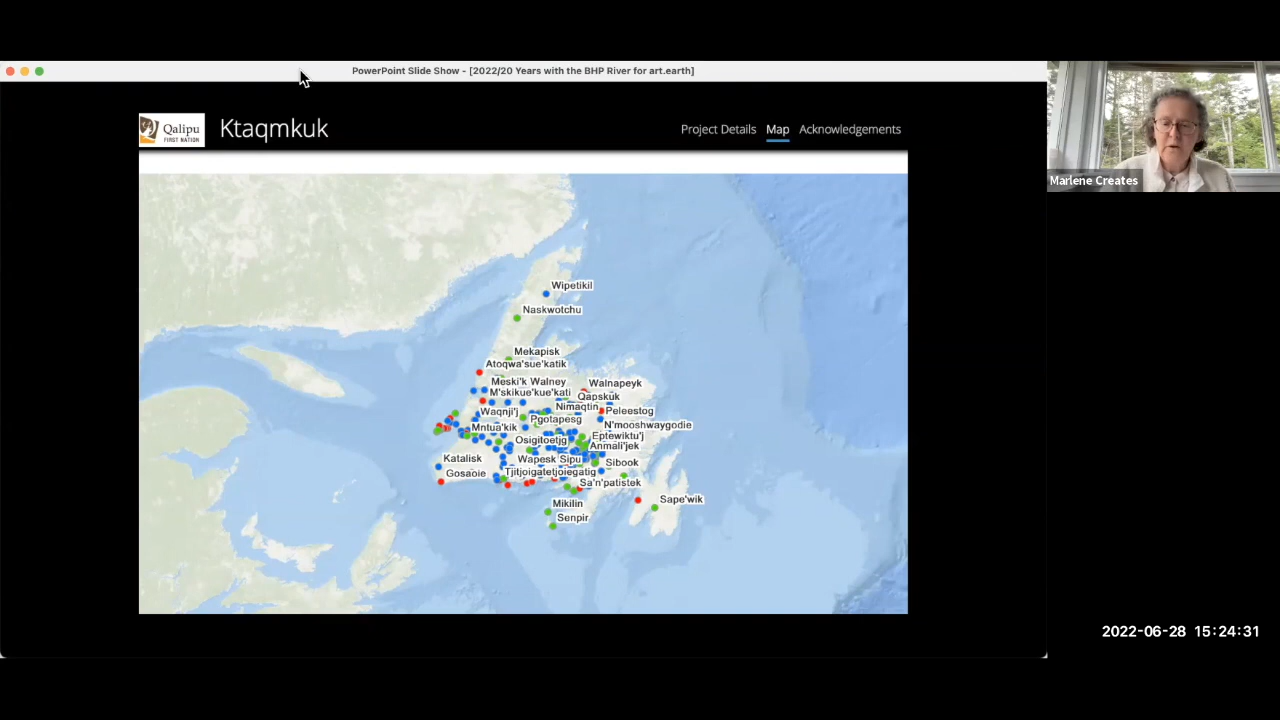 PowerPoint Slide Show - [2022/20 Years with the BHP River for art.earth]
Qalipu
FIRST NATION
Ktaqmkuk
Project Details Map Acknowledgements
Marlene Creates
Wipetikil
Naskwotchu
Mekapisk
Atoqwa'sue'katik
Meski'k Walney
Walnapeyk
M'skikue'kue'kati
Qapskuk
Nimaqtin
Waqnji'j
Peleestog
Pgotapesg
N'mooshwaygodie
Mntua'kik
Eptewiktu'j
Osigitoetjg
Anmali'jek
Katalisk
Wapesk Sipu
Sibook
Gosaoie
Tjitjoigatetjoiegatig
Sa'n'patistek
Sape'wik
Mikilin
Senpir
2022-06-28 15:24:31